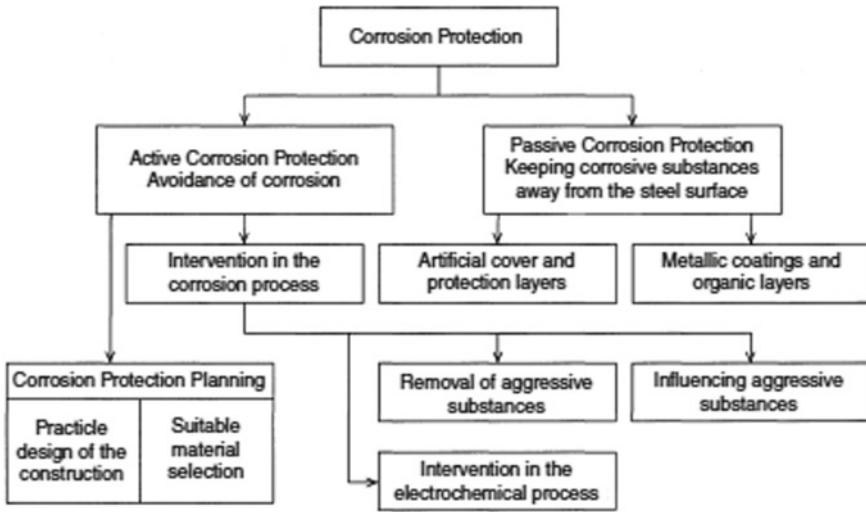 Corrosion Protection
Active Corrosion Protection
Avoidance of corrosion
Passive Corrosion Protection
Keeping corrosive substances
away from the steel surface
Intervention in the
corrosion process
Artificial cover and
protection layers
Metallic coatings and
organic layers
Corrosion Protection Planning
Practicle
design of the
construction
Suitable
material
selection
Removal of aggressive
substances
Influencing aggressive
substances
Intervention in the
electrochemical process